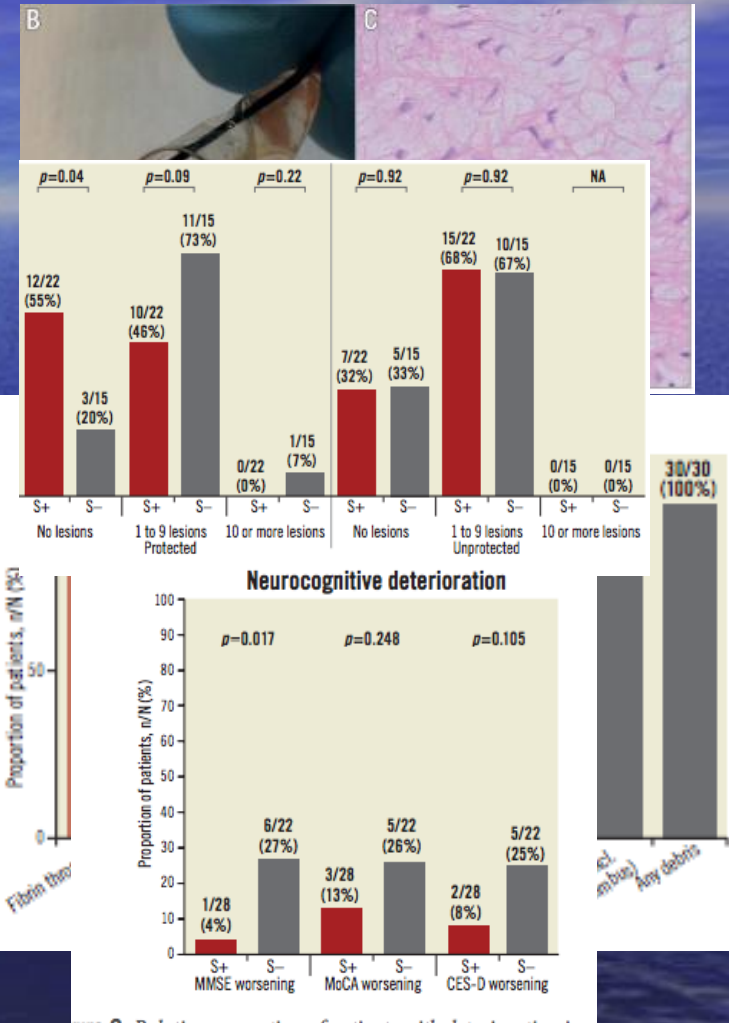 B
C
p=0.04
p=0.09
p=0.22
p=0.92
p=0.92
NA
12/22
(55%)
3/15
(20%)
10/22
(46%)
11/15
(73%)
0/22
(0%)
1/15
(7%)
7/22
(32%)
5/15
(33%)
15/22
(68%)
10/15
(67%)
0/15
(0%)
0/15
(0%)
S+ S– S+ S– S+ S– S+ S– S+ S– S+ S–
No lesions 1 to 9 lesions 10 or more lesions No lesions 1 to 9 lesions 10 or more lesions
Protected Unprotected
30/30
(100%)
Proportion of patients, n/N (%)
50
0
Fibrin
Any debris
Neurocognitive deterioration
Proportion of patients, n/N (%)
100
90
80
70
60
50
40
30
20
10
0
p=0.017
p=0.248
p=0.105
1/28
(4%)
6/22
(27%)
3/28
(13%)
5/22
(26%)
2/28
(8%)
5/22
(25%)
S+ S– S+ S– S+ S–
MMSE worsening MoCA worsening CES-D worsening